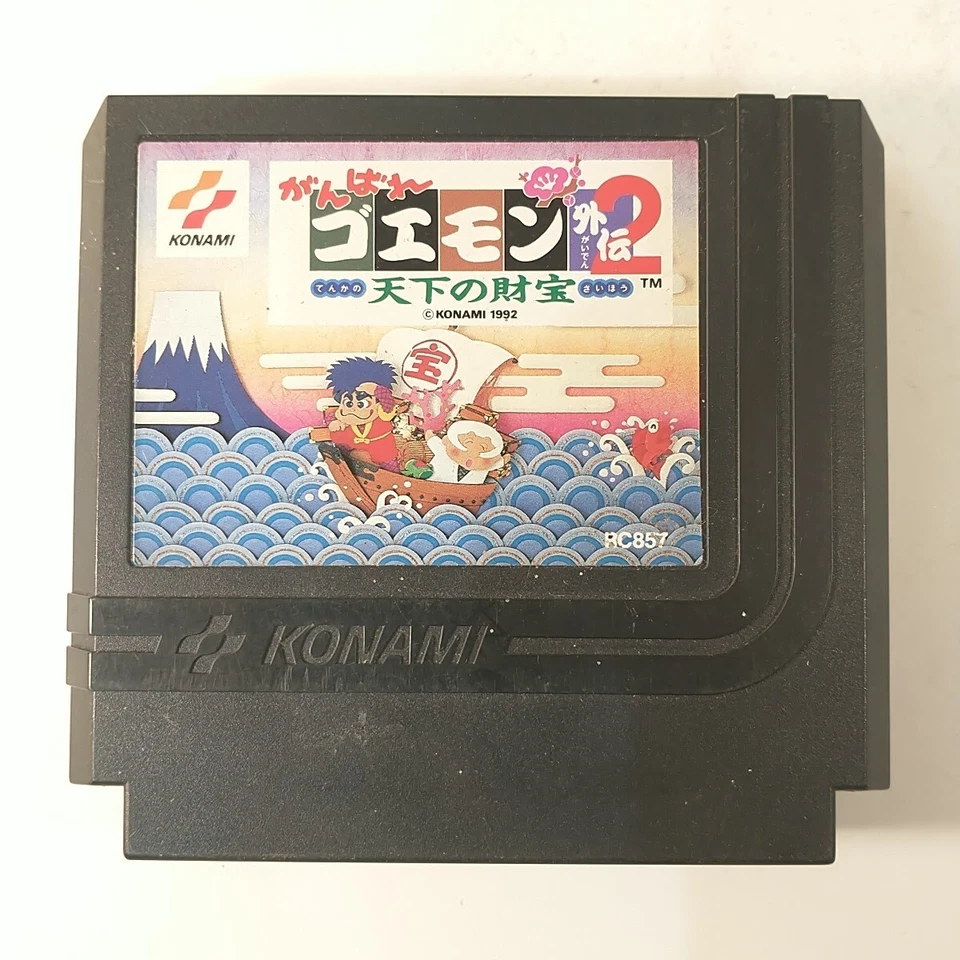 KONAMI
がんばれ
ゴエモン外伝2
がいでん
てんかの 天下の財宝 ざいほう ™
© KONAMI 1992
宝
RC857
KONAMI